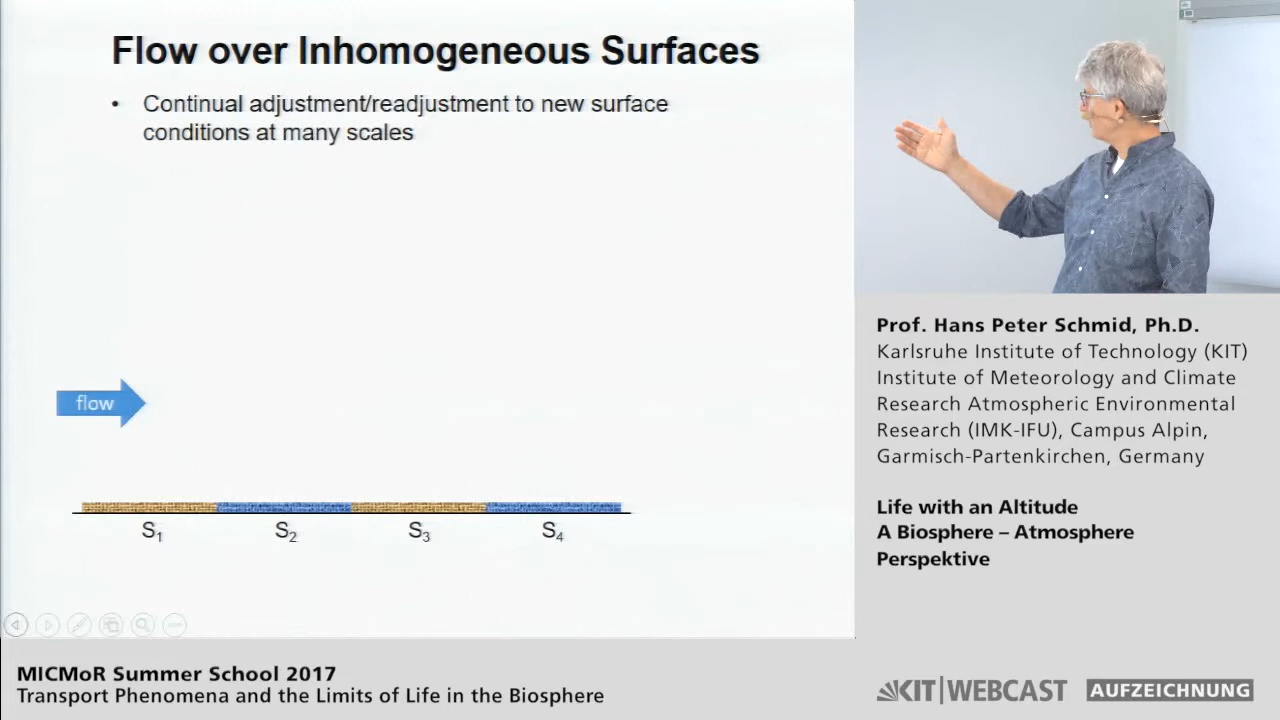 Flow over Inhomogeneous Surfaces
• Continual adjustment/readjustment to new surface
conditions at many scales
flow
S₁ S₂ S₃ S₄
Prof. Hans Peter Schmid, Ph.D.
Karlsruhe Institute of Technology (KIT)
Institute of Meteorology and Climate
Research Atmospheric Environmental
Research (IMK-IFU), Campus Alpin,
Garmisch-Partenkirchen, Germany
Life with an Altitude
A Biosphere – Atmosphere
Perspektive
MICMoR Summer School 2017
Transport Phenomena and the Limits of Life in the Biosphere
KIT|WEBCAST AUFZEICHNUNG